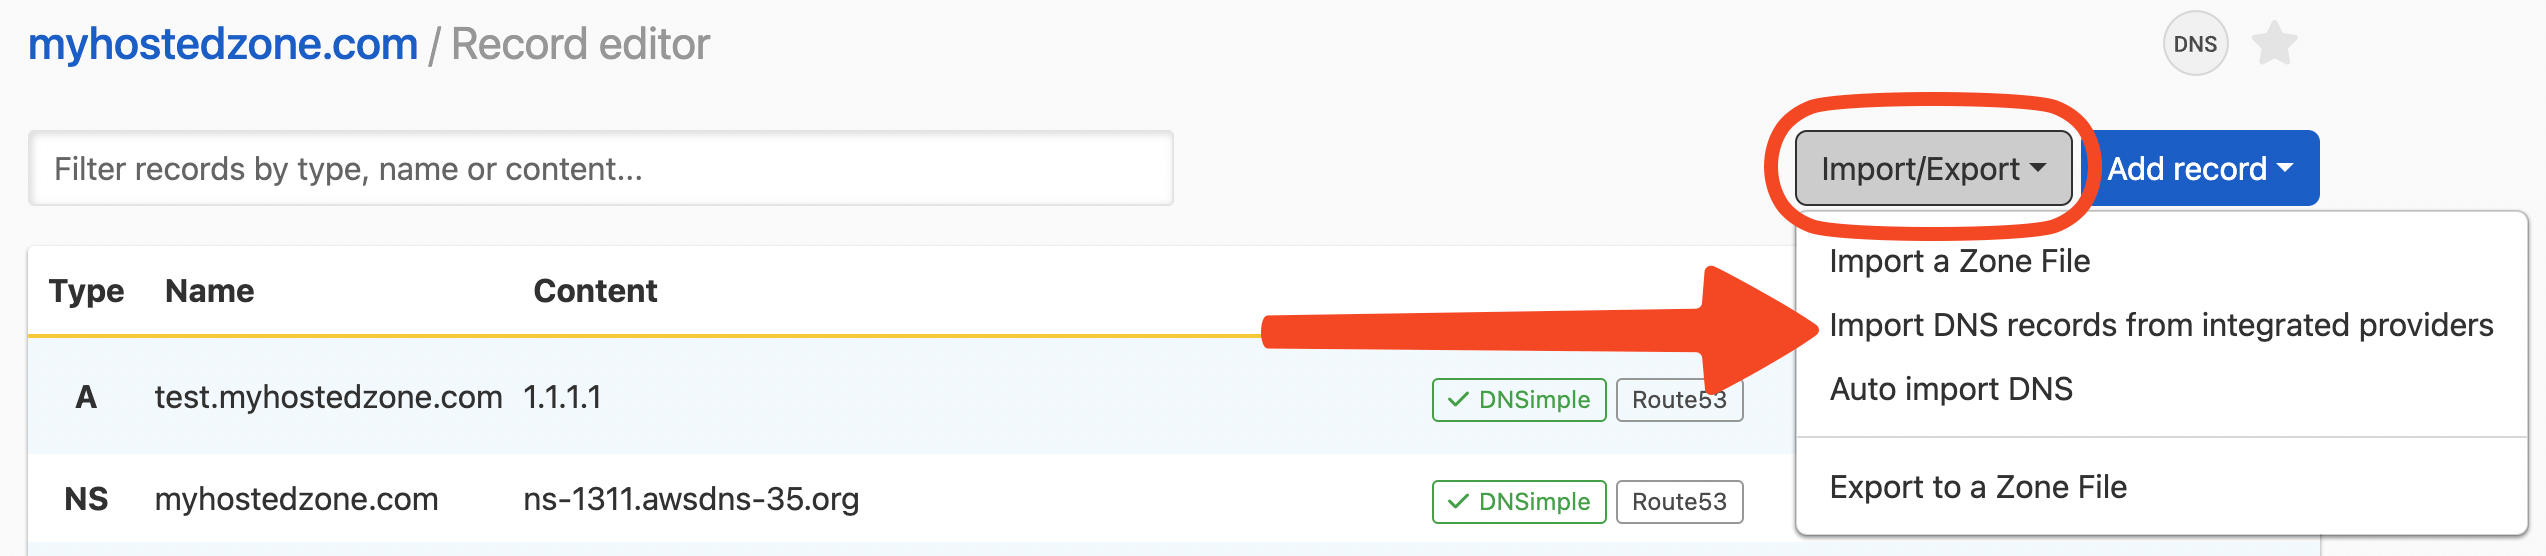 myhostedzone.com / Record editor
DNS
Filter records by type, name or content...
Import/Export
Add record
Import a Zone File
Import DNS records from integrated providers
Auto import DNS
Export to a Zone File
Type Name Content
A test.myhostedzone.com 1.1.1.1 DNSimple Route53
NS myhostedzone.com ns-1311.awsdns-35.org DNSimple Route53